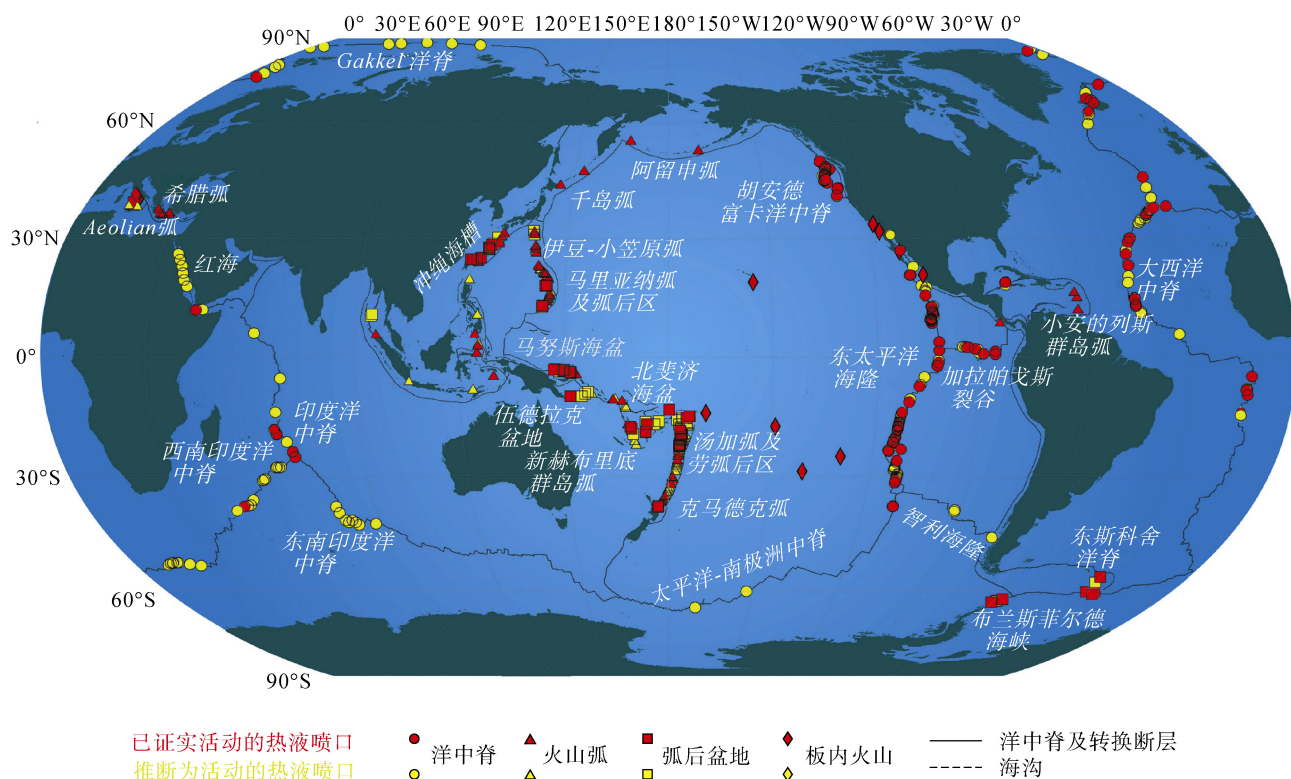 0° 30°E 60°E 90°E 120°E 150°E 180° 150°W 120°W 90°W 60°W 30°W 0°
90°N
Gakkel 洋脊
60°N
阿留申弧
千岛弧
胡安德
富卡洋中脊
希腊弧
Aeolian弧
30°N
冲绳海槽
伊豆-小笠原弧
红海
马里亚纳弧
及弧后区
大西洋
中脊
小安的列斯
群岛弧
0°
马努斯海盆
东太平洋
海隆
北斐济
海盆
加拉帕戈斯
裂谷
印度洋
中脊
伍德拉克
盆地
西南印度洋
中脊
汤加弧及
劳弧后区
新赫布里底
群岛弧
30°S
克马德克弧
智利海隆
东南印度洋
中脊
东斯科舍
洋脊
太平洋-南极洲中脊
60°S
布兰斯菲尔德
海峡
90°S
已证实活动的热液喷口
洋中脊
火山弧
弧后盆地
板内火山
洋中脊及转换断层
推断为活动的热液喷口
海沟